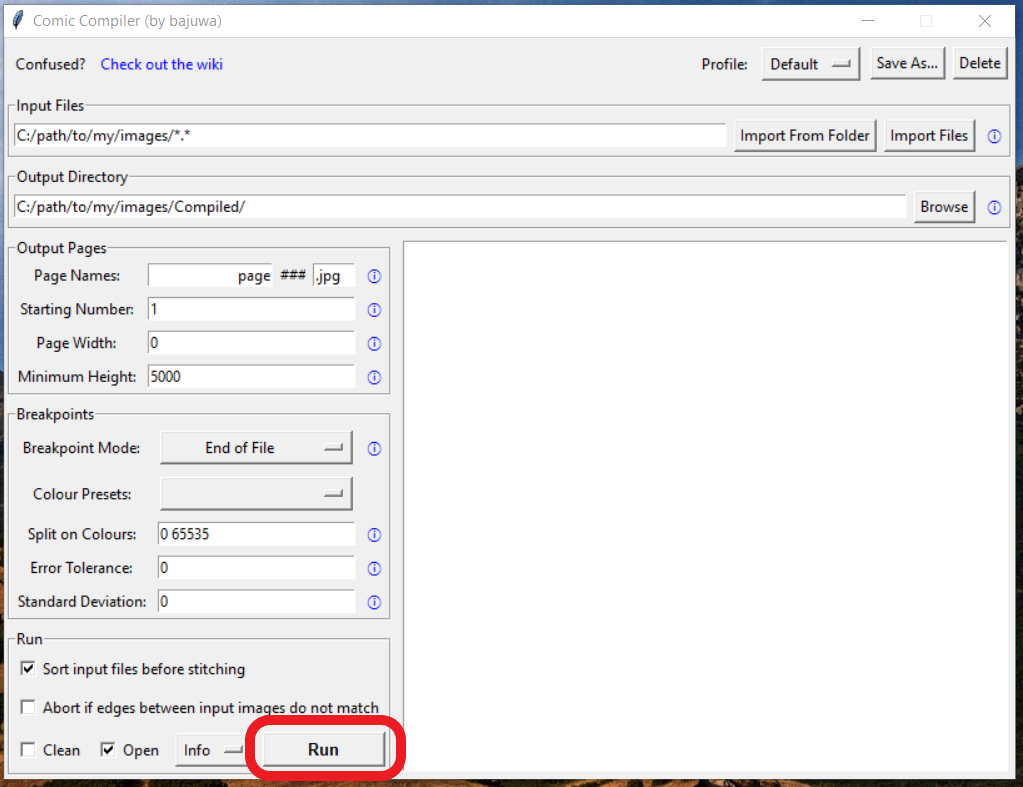 Comic Compiler (by bajuwa)
Confused? Check out the wiki
Profile: Default Save As... Delete
Input Files
C:/path/to/my/images/*.* Import From Folder Import Files
Output Directory
C:/path/to/my/images/Compiled/ Browse
Output Pages
Page Names: page ### .jpg
Starting Number: 1
Page Width: 0
Minimum Height: 5000
Breakpoints
Breakpoint Mode: End of File
Colour Presets:
Split on Colours: 0 65535
Error Tolerance: 0
Standard Deviation: 0
Run
Sort input files before stitching
Abort if edges between input images do not match
Clean Open Info Run